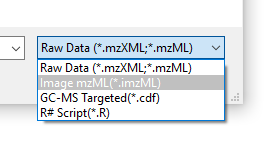 Raw Data (*.mzXML;*.mzML)
Raw Data (*.mzXML;*.mzML)
Image mzML(*.imzML)
GC-MS Targeted(*.cdf)
R# Script(*.R)